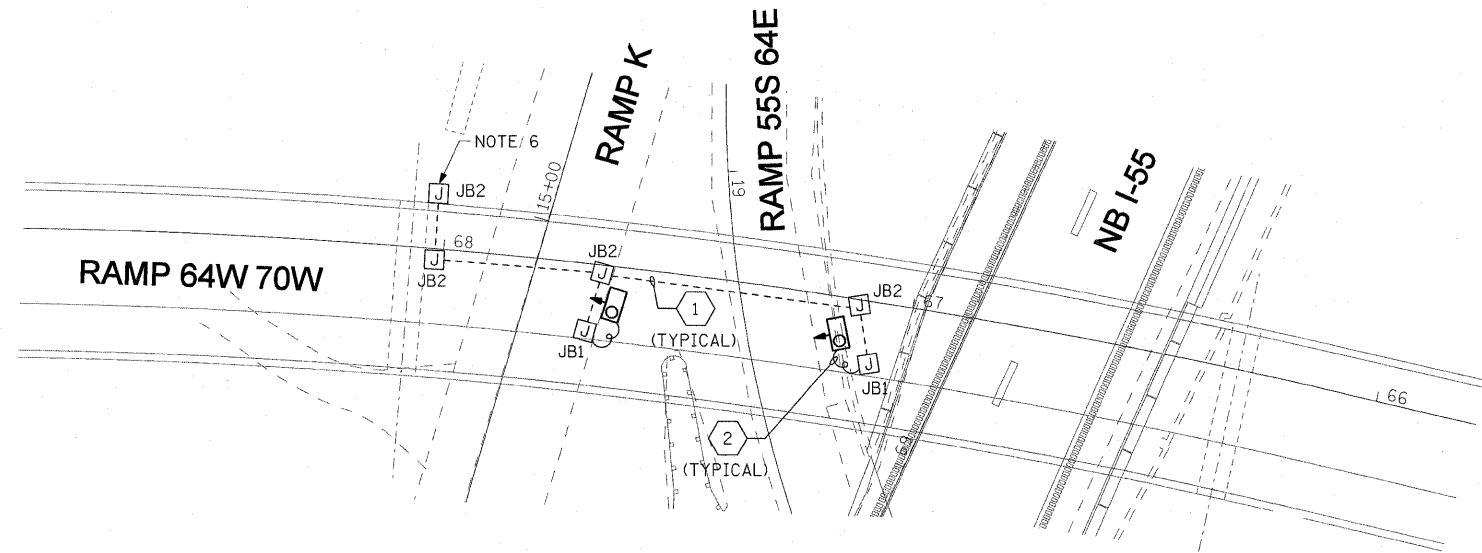 RAMP K
RAMP 55S 64E
NOTE 6
J JB2
15+00
19
NB I-55
68
JB2
J
JB2
J
RAMP 64W 70W
JB2
J
67
1
(TYPICAL)
J
JB1
J
JB1
66
2
(TYPICAL)
69